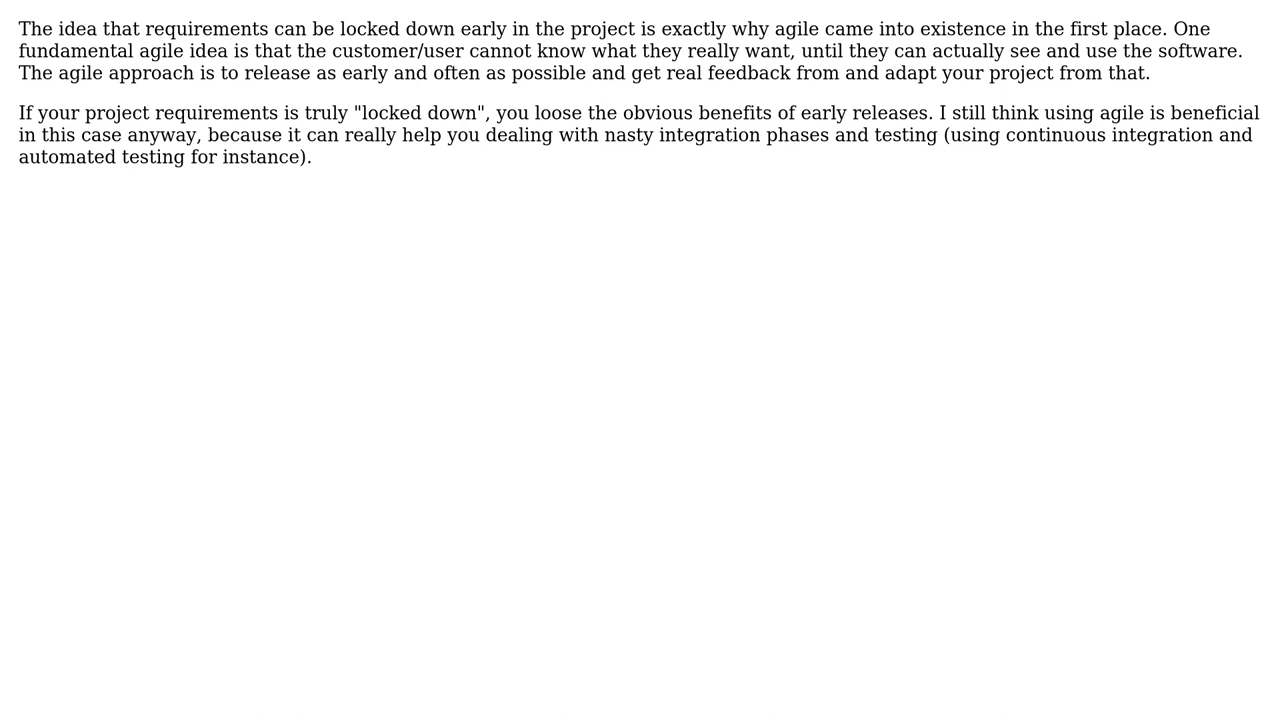 The idea that requirements can be locked down early in the project is exactly why agile came into existence in the first place. One
fundamental agile idea is that the customer/user cannot know what they really want, until they can actually see and use the software.
The agile approach is to release as early and often as possible and get real feedback from and adapt your project from that.
If your project requirements is truly "locked down", you loose the obvious benefits of early releases. I still think using agile is beneficial
in this case anyway, because it can really help you dealing with nasty integration phases and testing (using continuous integration and
automated testing for instance).